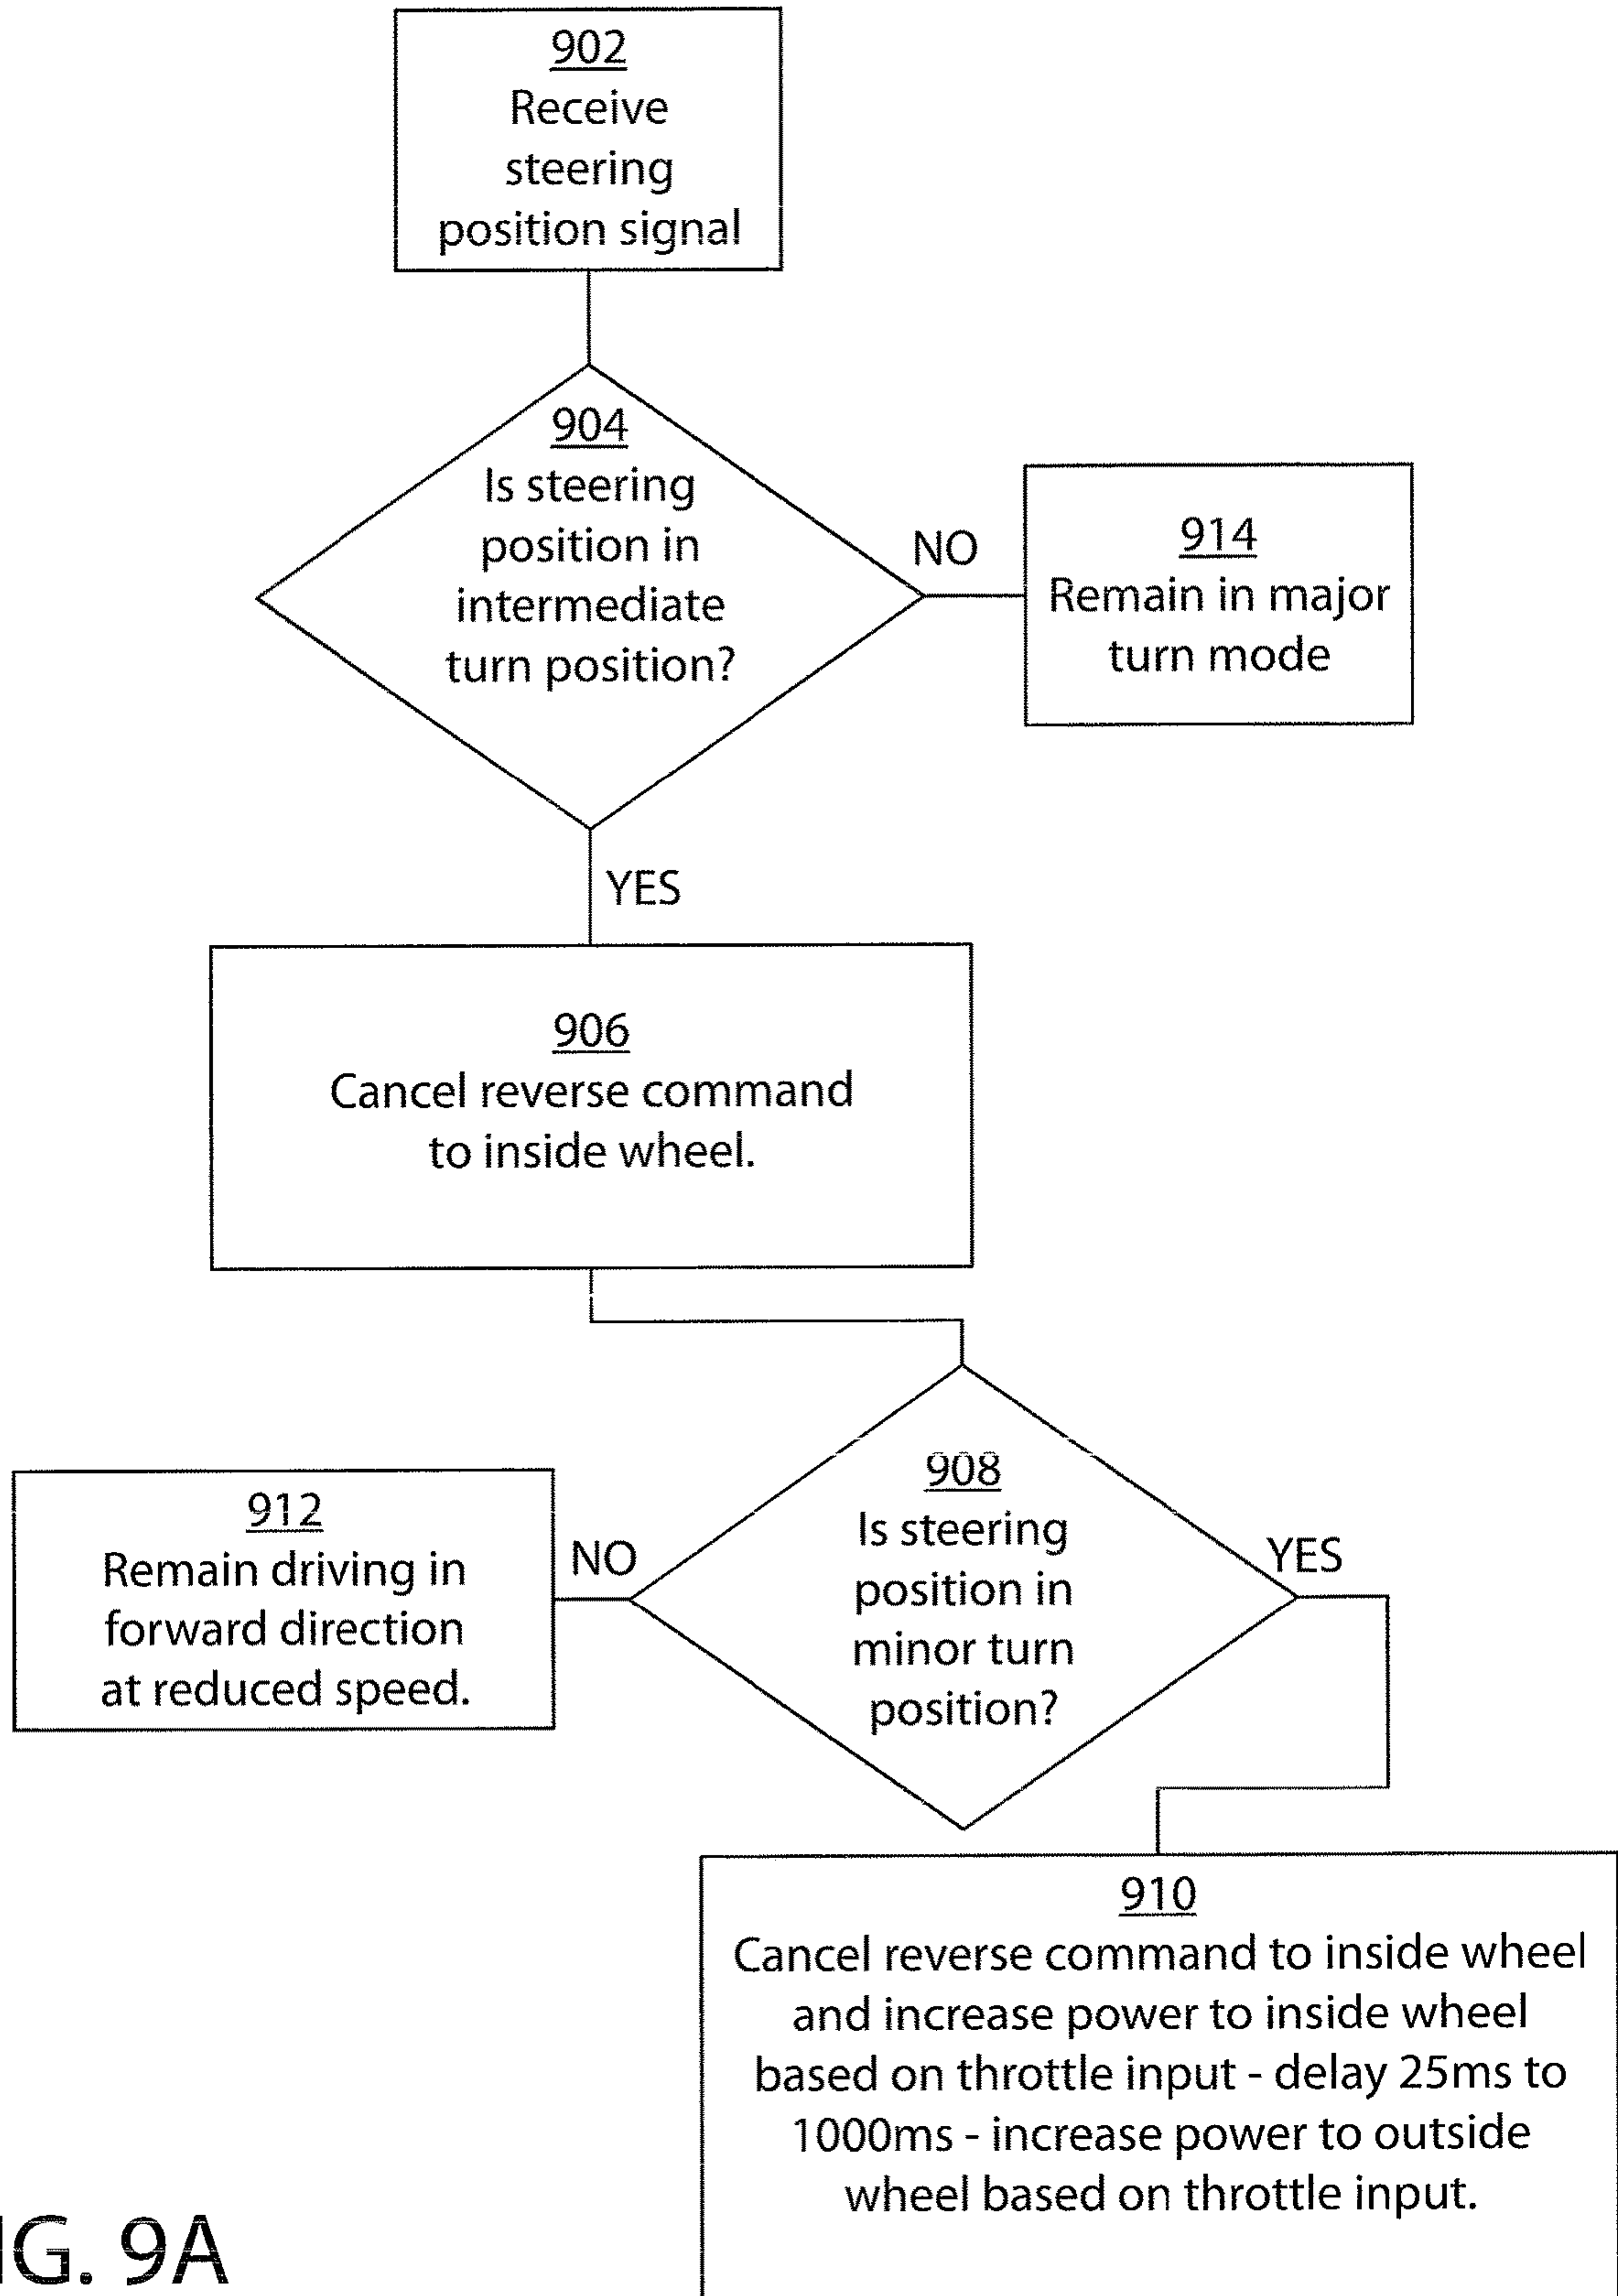 902
Receive
steering
position signal
904
Is steering
position in
intermediate
turn position?
NO
914
Remain in major
turn mode
YES
906
Cancel reverse command
to inside wheel.
908
Is steering
position in
minor turn
position?
NO
912
Remain driving in
forward direction
at reduced speed.
YES
910
Cancel reverse command to inside wheel
and increase power to inside wheel
based on throttle input - delay 25ms to
1000ms - increase power to outside
wheel based on throttle input.
IG. 9A